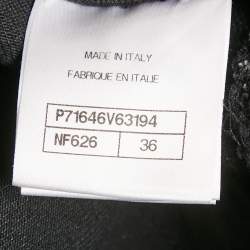 MADE IN ITALY
FABRIQUE EN ITALIE
P71646V63194
NF626 36